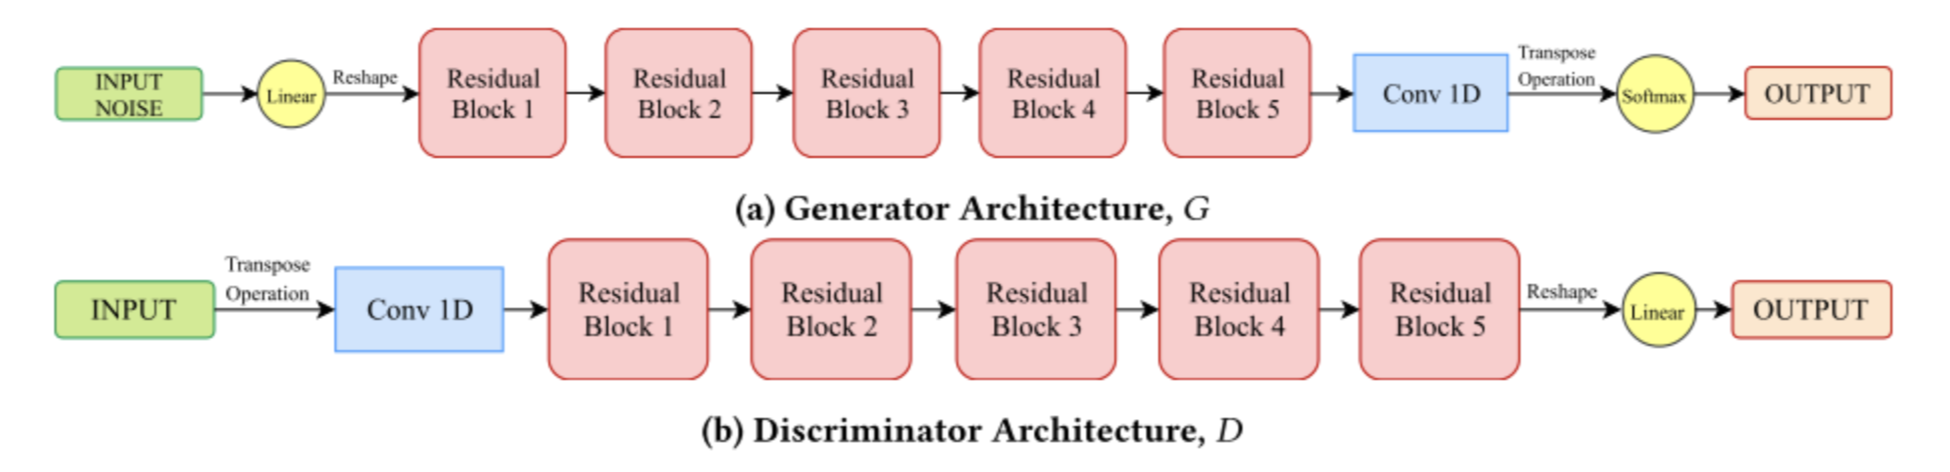 INPUT
NOISE
Linear
Reshape
Residual
Block 1
Residual
Block 2
Residual
Block 3
Residual
Block 4
Residual
Block 5
Conv 1D
Transpose
Operation
Softmax
OUTPUT
(a) Generator Architecture, G
INPUT
Transpose
Operation
Conv 1D
Residual
Block 1
Residual
Block 2
Residual
Block 3
Residual
Block 4
Residual
Block 5
Reshape
Linear
OUTPUT
(b) Discriminator Architecture, D